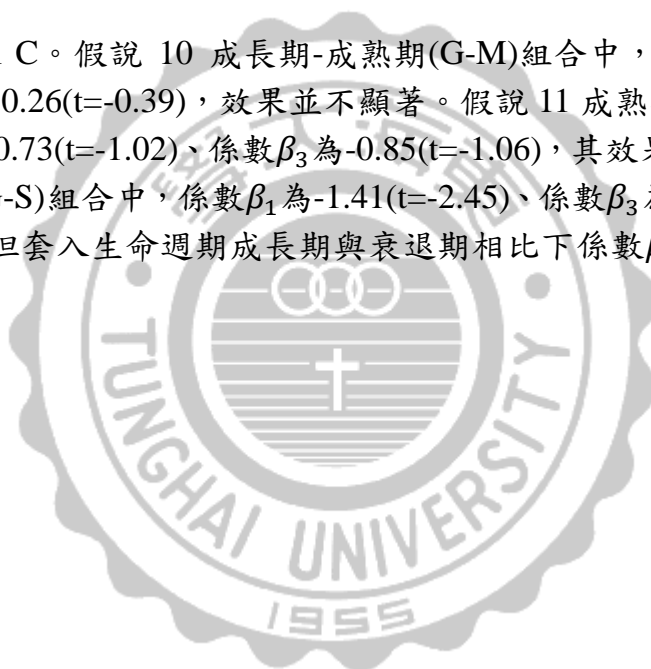 C。假說 10 成長期-成熟期(G-M)組合中，
0.26(t=-0.39)，效果並不顯著。假說 11 成熟
0.73(t=-1.02)、係數β₃為-0.85(t=-1.06)，其效果
-S)組合中，係數β₁為-1.41(t=-2.45)、係數β₃為
但套入生命週期成長期與衰退期相比下係數β
TUNGHAI UNIVERSITY
1955